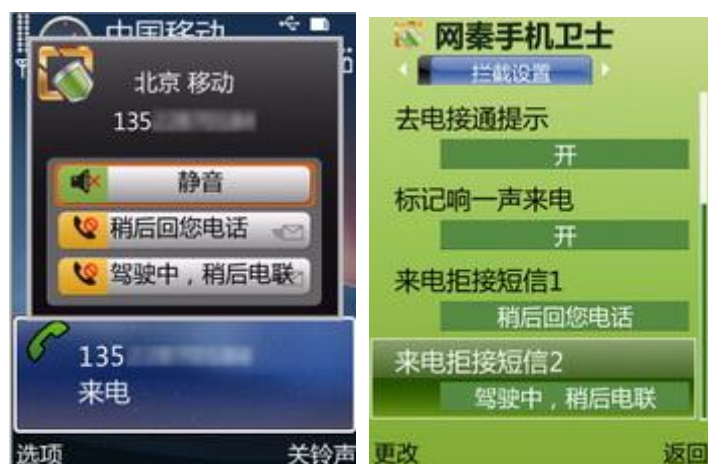 中国移动
北京 移动
135
静音
稍后回您电话
驾驶中，稍后电联
135
来电
选项
关铃声
网秦手机卫士
拦截设置
去电接通提示
开
标记响一声来电
开
来电拒接短信1
稍后回您电话
来电拒接短信2
驾驶中，稍后电联
更改
返回